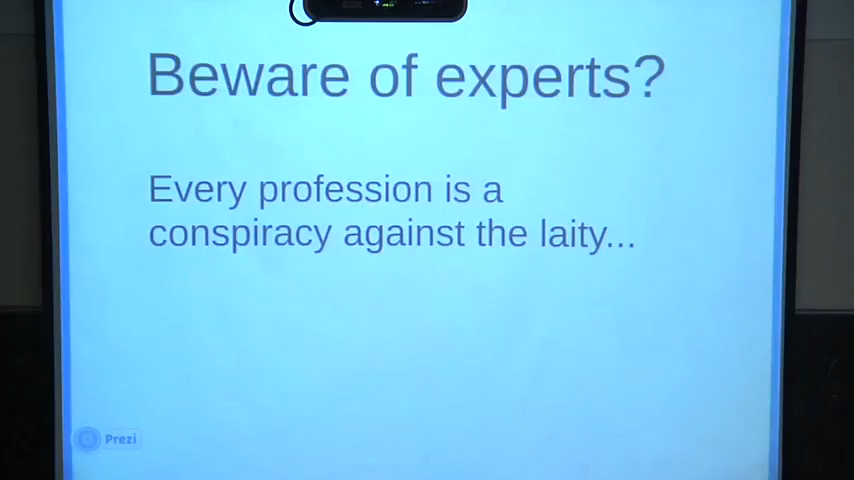 Beware of experts?
Every profession is a
conspiracy against the laity...
Prezi